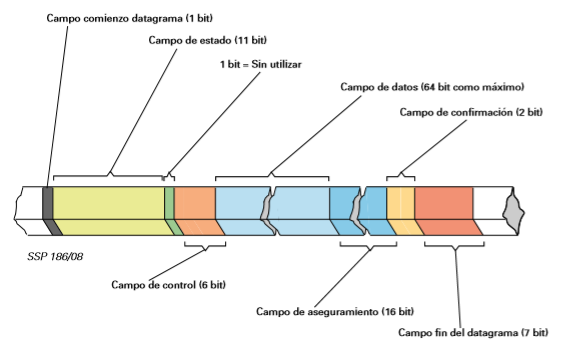 Campo comienzo datagrama (1 bit)
Campo de estado (11 bit)
1 bit = Sin utilizar
Campo de datos (64 bit como máximo)
Campo de confirmación (2 bit)
SSP 186/08
Campo de control (6 bit)
Campo de aseguramiento (16 bit)
Campo fin del datagrama (7 bit)